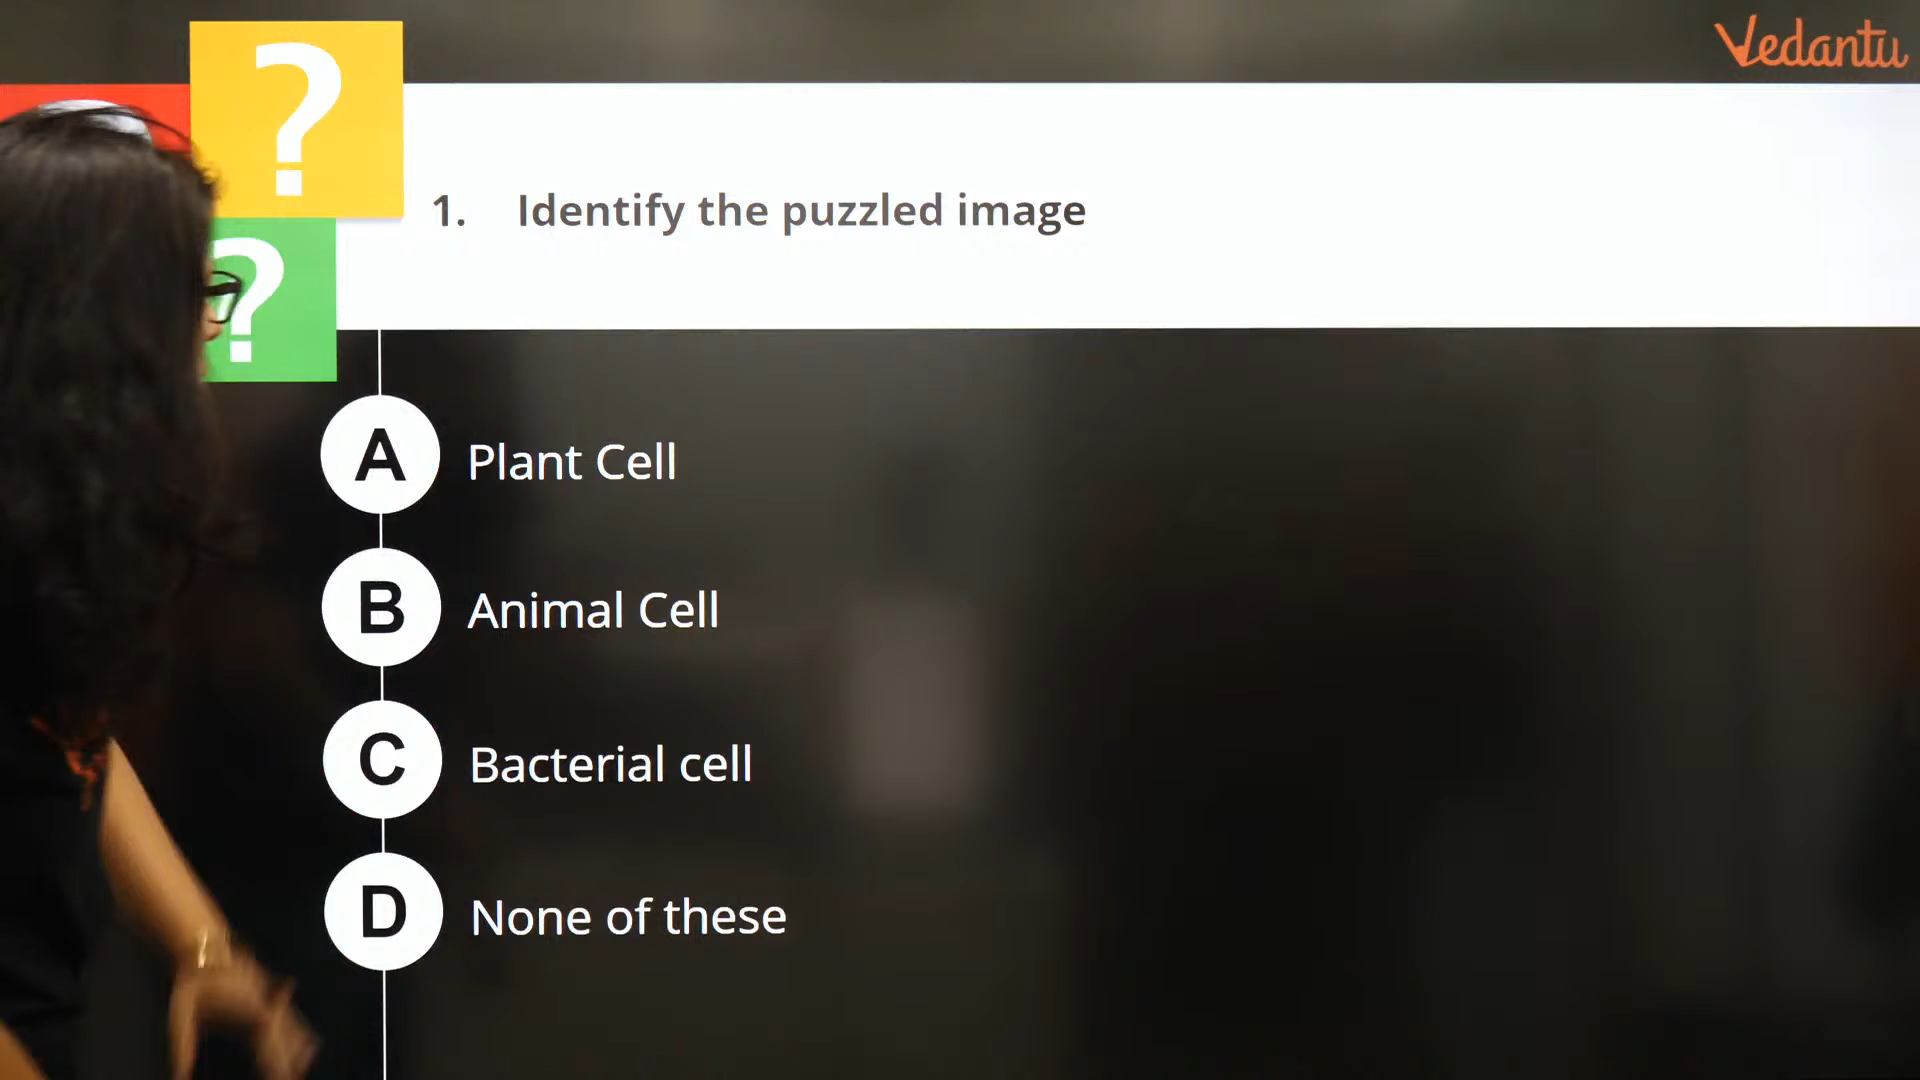 Vedantu
?
?
1. Identify the puzzled image
A Plant Cell
B Animal Cell
C Bacterial cell
D None of these